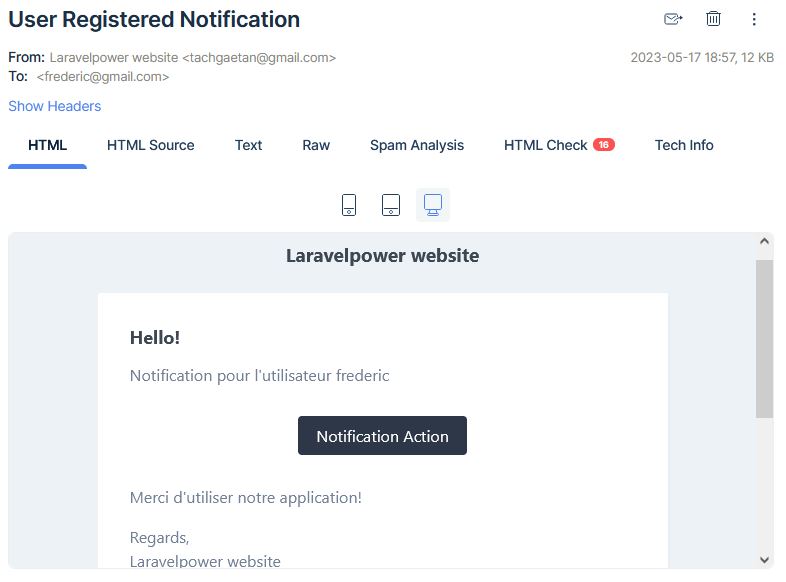 User Registered Notification
From: Laravelpower website <tachgaetan@gmail.com>
2023-05-17 18:57, 12 KB
To: <frederic@gmail.com>
Show Headers
HTML HTML Source Text Raw Spam Analysis HTML Check 16 Tech Info
Laravelpower website
Hello!
Notification pour l'utilisateur frederic
Notification Action
Merci d'utiliser notre application!
Regards,
Laravelpower website